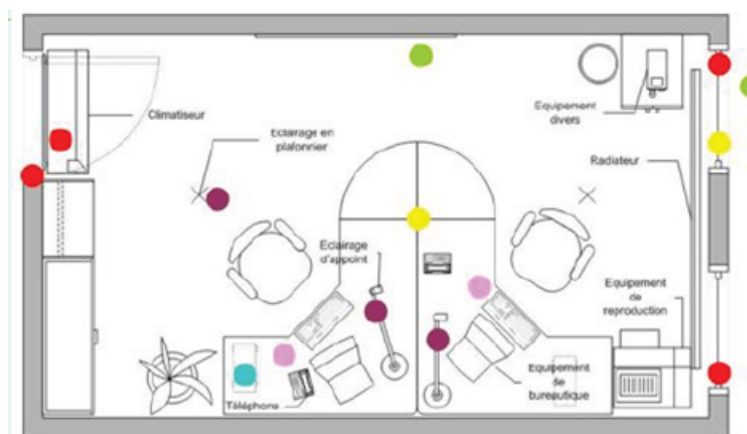 Equipement
divers
Climatiseur
Eclairage en
plafonnier
Radiateur
Eclairage
d'appoint
Equipement
de
reproduction
Equipement
de
bureautique
Téléphone